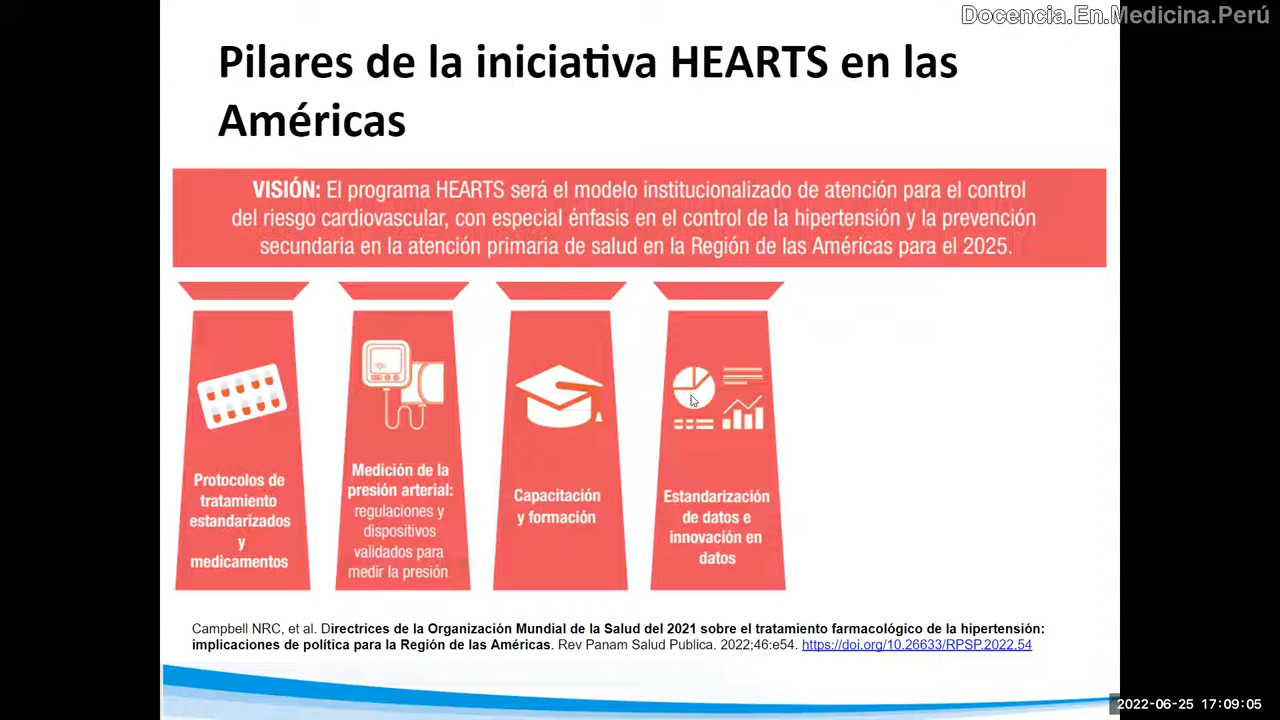 Docencia.En.Medicina.Perú
Pilares de la iniciativa HEARTS en las
Américas
VISIÓN: El programa HEARTS será el modelo institucionalizado de atención para el control
del riesgo cardiovascular, con especial énfasis en el control de la hipertensión y la prevención
secundaria en la atención primaria de salud en la Región de las Américas para el 2025.
Protocolos de
tratamiento
estandarizados
y
medicamentos
Medición de la
presión arterial:
regulaciones y
dispositivos
validados para
medir la presión
Capacitación
y formación
Estandarización
de datos e
innovación en
datos
Campbell NRC, et al. Directrices de la Organización Mundial de la Salud del 2021 sobre el tratamiento farmacológico de la hipertensión:
implicaciones de política para la Región de las Américas. Rev Panam Salud Publica. 2022;46:e54. https://doi.org/10.26633/RPSP.2022.54
2022-06-25 17:09:05